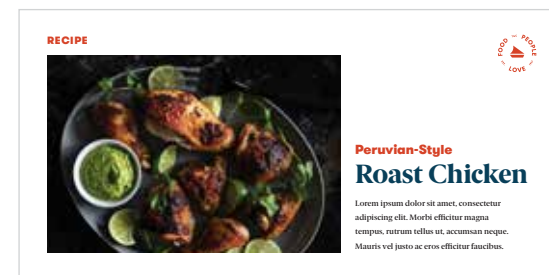 RECIPE
FOOD PEOPLE LOVE
Peruvian-Style
Roast Chicken
Lorem ipsum dolor sit amet, consectetur
adipiscing elit. Morbi efficitur magna
tempus, rutrum tellus ut, accumsan neque.
Mauris vel justo ac eros efficitur faucibus.